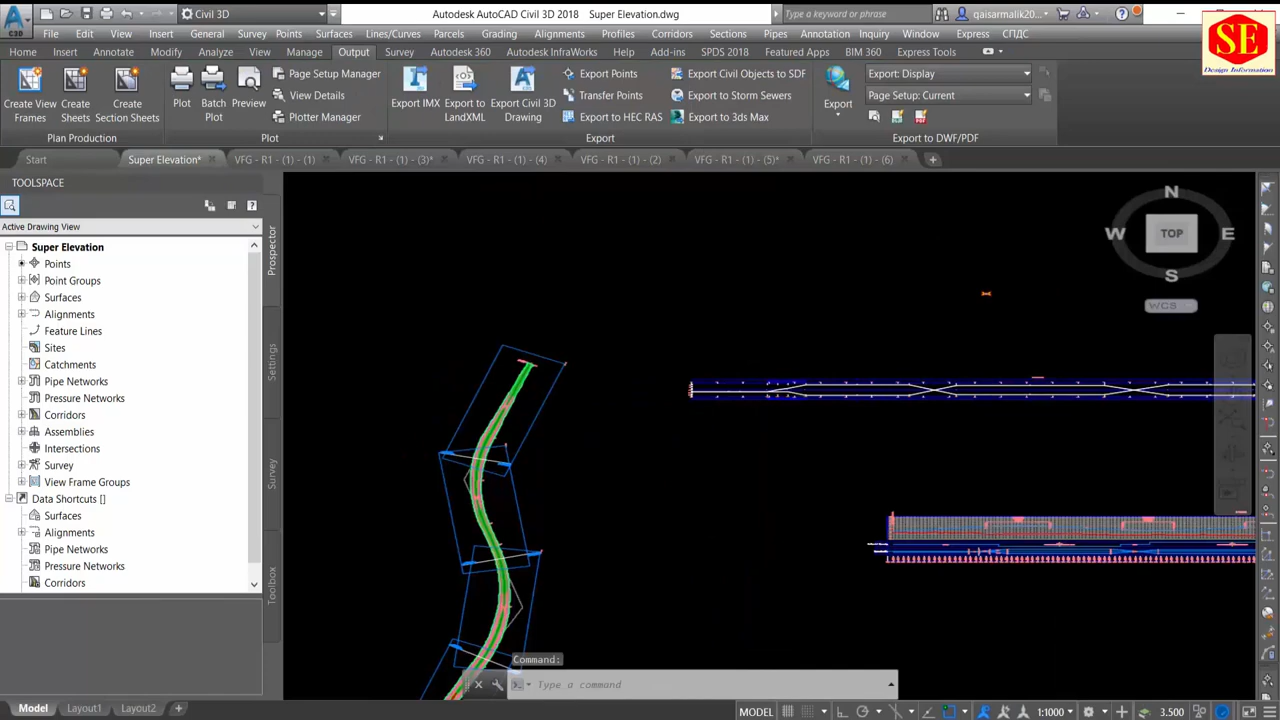 C3D
Civil 3D
Autodesk AutoCAD Civil 3D 2018 Super Elevation.dwg
Type a keyword or phrase
qaisarmalik20...
SE
Design Information
File Edit View Insert General Survey Points Surfaces Lines/Curves Parcels Grading Alignments Profiles Corridors Sections Pipes Annotation Inquiry Window Express СПДС
Home Insert Annotate Modify Analyze View Manage Output Survey Autodesk 360 Autodesk InfraWorks Help Add-ins SPDS 2018 Featured Apps BIM 360 Express Tools
Create View Frames
Create Sheets
Create Section Sheets
Plan Production
Plot
Batch Plot
Preview
Page Setup Manager
View Details
Plotter Manager
Plot
Export IMX
Export to LandXML
Export Civil 3D Drawing
Export Points
Transfer Points
Export to HEC RAS
Export Civil Objects to SDF
Export to Storm Sewers
Export to 3ds Max
Export
Export
Export: Display
Page Setup: Current
Export to DWF/PDF
Start Super Elevation* VFG - R1 - (1) - (1) VFG - R1 - (1) - (3)* VFG - R1 - (1) - (4) VFG - R1 - (1) - (2) VFG - R1 - (1) - (5)* VFG - R1 - (1) - (6)
TOOLSPACE
Active Drawing View
Super Elevation
Points
Point Groups
Surfaces
Alignments
Feature Lines
Sites
Catchments
Pipe Networks
Pressure Networks
Corridors
Assemblies
Intersections
Survey
View Frame Groups
Data Shortcuts []
Surfaces
Alignments
Pipe Networks
Pressure Networks
Corridors
Prospector
Settings
Survey
Toolbox
N
W TOP E
S
WCS
Command:
Type a command
Model Layout1 Layout2
MODEL
1:1000
3.500